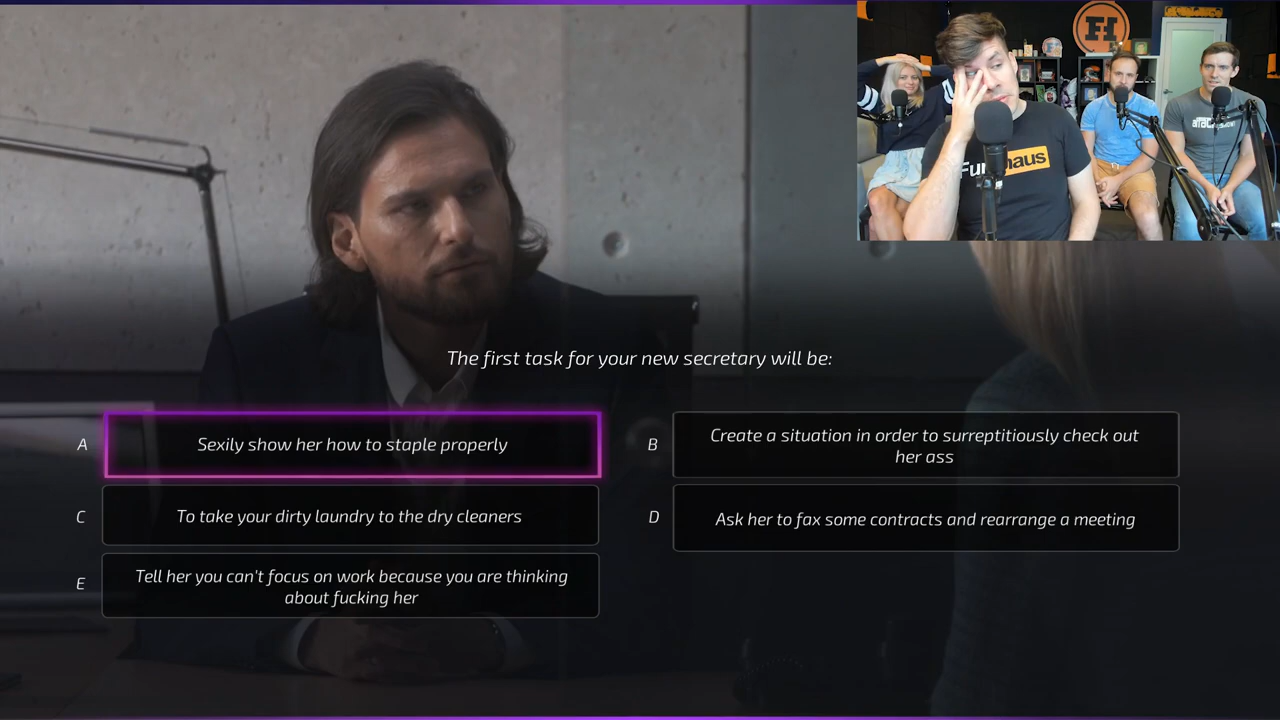 The first task for your new secretary will be:
A
Sexily show her how to staple properly
B
Create a situation in order to surreptitiously check out
her ass
C
To take your dirty laundry to the dry cleaners
D
Ask her to fax some contracts and rearrange a meeting
E
Tell her you can't focus on work because you are thinking
about fucking her
Fun haus
H